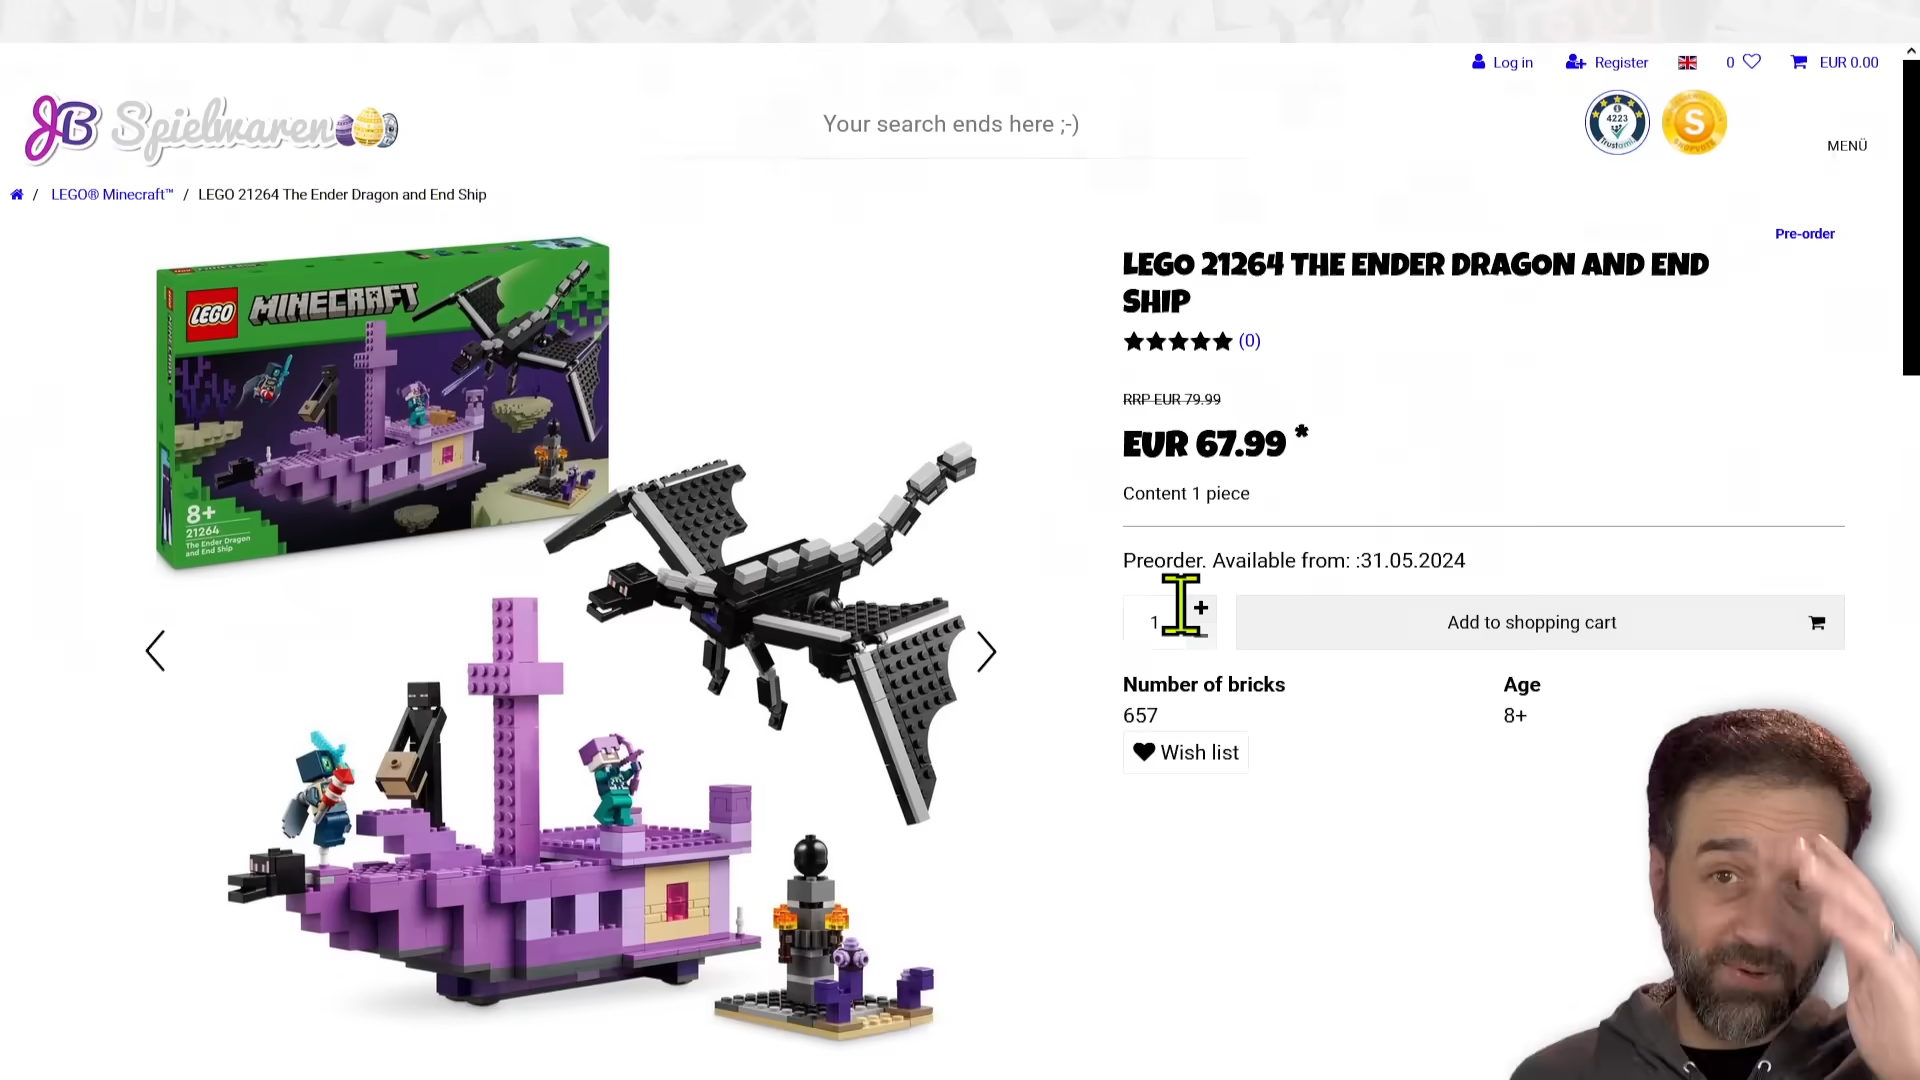 Log in
Register
0
EUR 0.00
JB Spielwaren
Your search ends here ;-)
4223
Trustami
S
SHOPVOTE
MENÜ
/ LEGO® Minecraft™ / LEGO 21264 The Ender Dragon and End Ship
Pre-order
LEGO 21264 THE ENDER DRAGON AND END
SHIP
(0)
RRP EUR 79.99
EUR 67.99 *
Content 1 piece
Preorder. Available from: :31.05.2024
1
+
Add to shopping cart
Number of bricks
657
Age
8+
Wish list
LEGO
MINECRAFT
8+
21264
The Ender Dragon
and End Ship